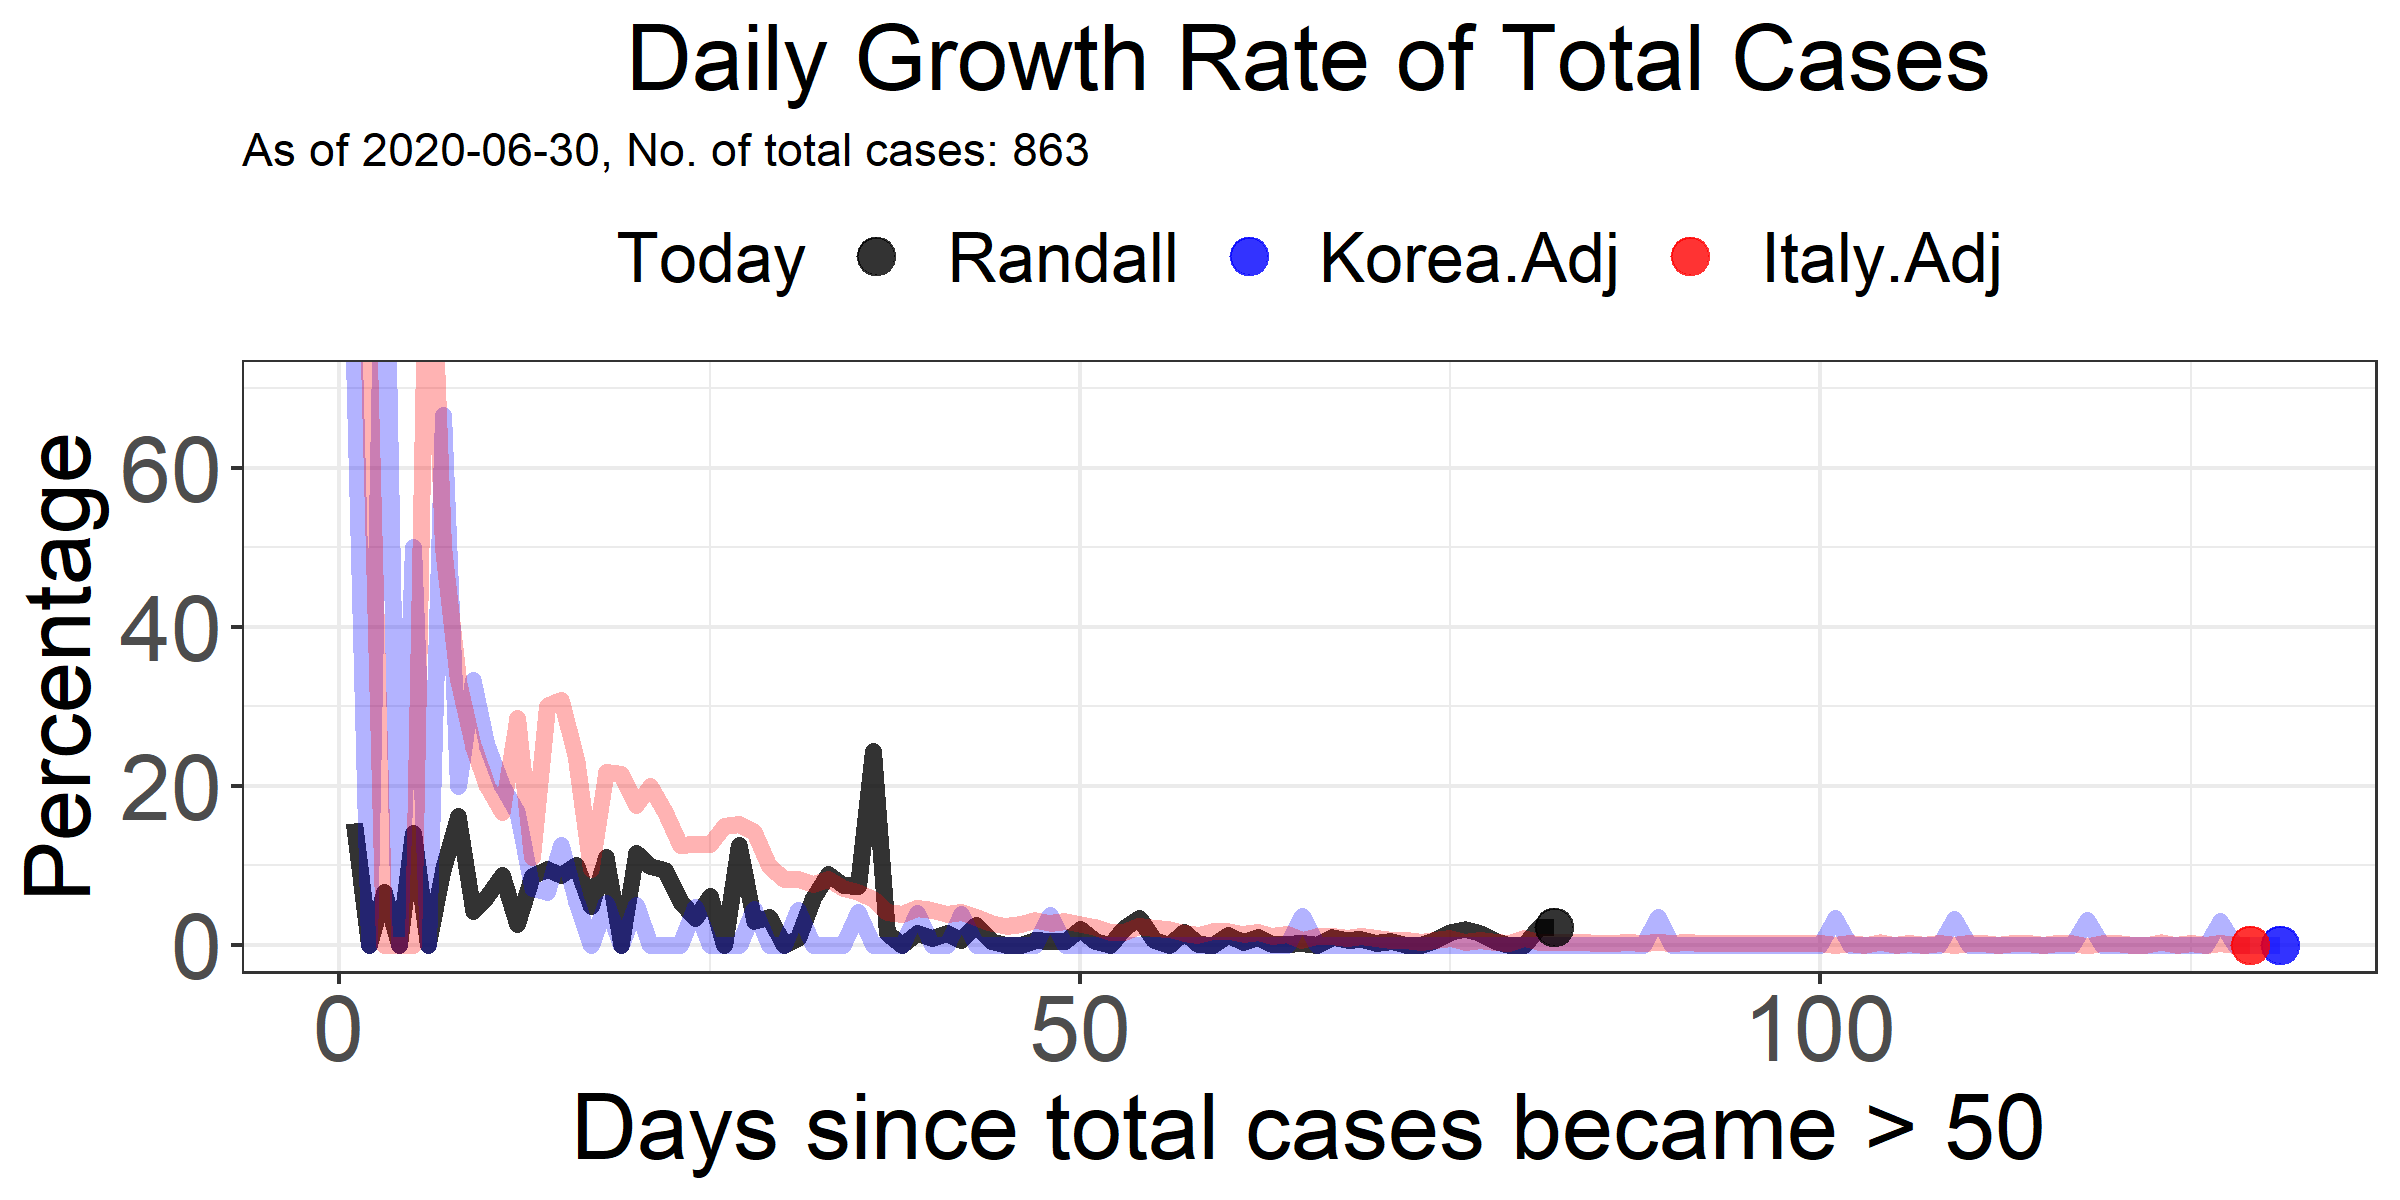 Daily Growth Rate of Total Cases
As of 2020-06-30, No. of total cases: 863
Today Randall Korea.Adj Italy.Adj
Percentage
60
40
20
0
0 50 100
Days since total cases became > 50